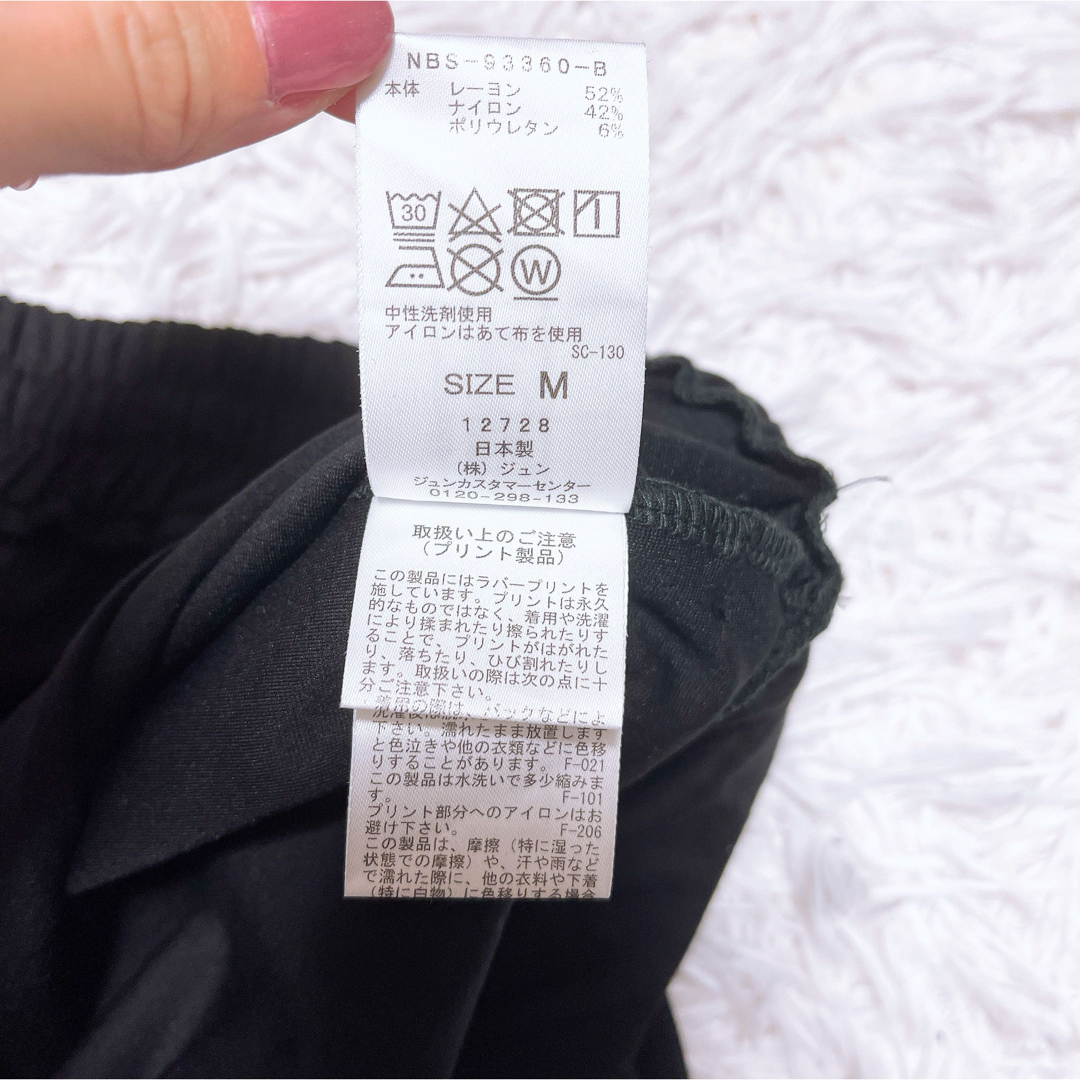 NBS-93360-B
本体 レーヨン 52%
ナイロン 42%
ポリウレタン 6%
30
W
中性洗剤使用
アイロンはあて布を使用
SC-130
SIZE M
12728
日本製
(株) ジュン
ジュンカスタマーセンター
0120-298-133
取扱い上のご注意
(プリント製品)
この製品にはラバープリントを
施しています。プリントは永久
的なものではなく、着用や洗濯
により揉まれたり擦られたりす
ることで、プリントがはがれた
り、落ちたり、ひび割れたりし
ます。取扱いの際は次の点に十
分ご注意下さい。
着用の際は、バックなどによ
下さい。濡れたまま放置します
と色泣きや他の衣類などに色移
りすることがあります。 F-021
この製品は水洗いで多少縮みま
す。 F-101
プリント部分へのアイロンはお
避け下さい。 F-206
この製品は、摩擦(特に湿った
状態での摩擦)や、汗や雨など
で濡れた際に、他の衣料や下着
(特に白物)に色移りする場合